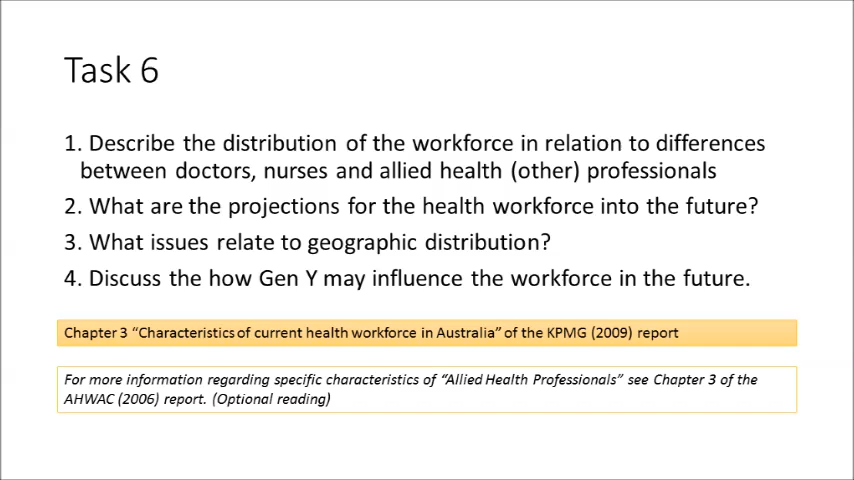 Task 6
1. Describe the distribution of the workforce in relation to differences
between doctors, nurses and allied health (other) professionals
2. What are the projections for the health workforce into the future?
3. What issues relate to geographic distribution?
4. Discuss the how Gen Y may influence the workforce in the future.
Chapter 3 “Characteristics of current health workforce in Australia” of the KPMG (2009) report
For more information regarding specific characteristics of “Allied Health Professionals” see Chapter 3 of the
AHWAC (2006) report. (Optional reading)